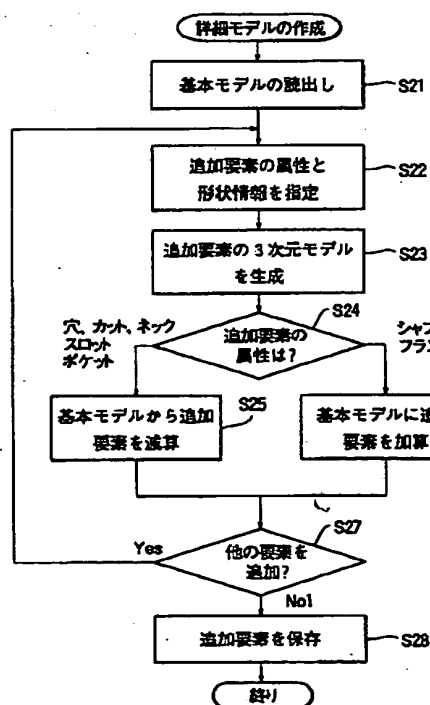 詳細モデルの作成
基本モデルの読出し
S21
追加要素の属性と
形状情報を指定
S22
追加要素の3次元モデル
を生成
S23
S24
追加要素の
属性は?
穴、カット、ネック
スロット
ポケット
シャフ
フラン
基本モデルから追加
要素を減算
S25
基本モデルに追
要素を加算
S27
他の要素を
追加?
Yes
No1
追加要素を保存
S28
終り